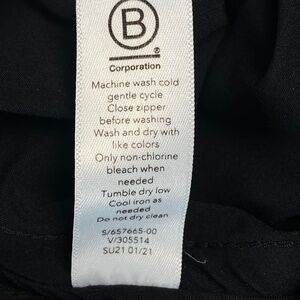 B
Corporation
Machine wash cold
gentle cycle
Close zipper
before washing
Wash and dry with
like colors
Only non-chlorine
bleach when
needed
Tumble dry low
Cool iron as
needed
Do not dry clean
S/657665-00
V/305514
SU21 01/21